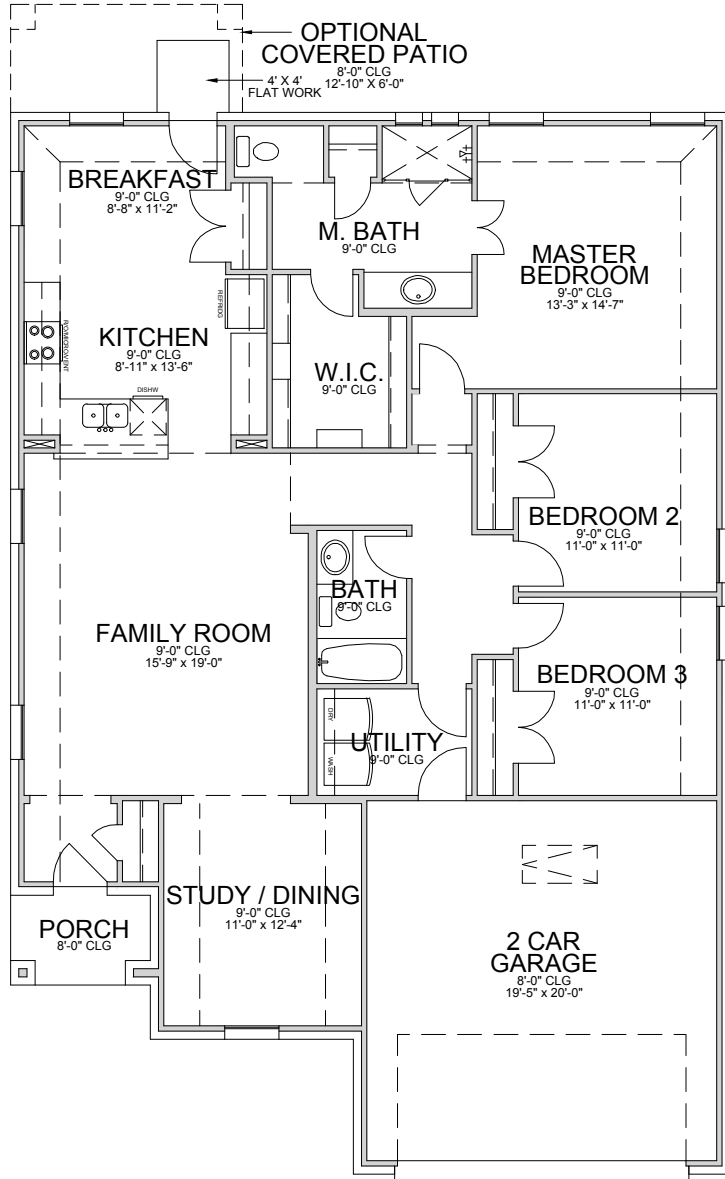 OPTIONAL
COVERED PATIO
8'-0" CLG
12'-10" X 6'-0"
4' X 4'
FLAT WORK
BREAKFAST
9'-0" CLG
8'-8" x 11'-2"
M. BATH
9'-0" CLG
MASTER
BEDROOM
9'-0" CLG
13'-3" x 14'-7"
REFRIDG
KITCHEN
9'-0" CLG
8'-11" x 13'-6"
DISHW
W.I.C.
9'-0" CLG
BEDROOM 2
9'-0" CLG
11'-0" x 11'-0"
BATH
9'-0" CLG
FAMILY ROOM
9'-0" CLG
15'-9" x 19'-0"
BEDROOM 3
9'-0" CLG
11'-0" x 11'-0"
DRY
UTILITY
9'-0" CLG
WASH
STUDY / DINING
9'-0" CLG
11'-0" x 12'-4"
PORCH
8'-0" CLG
2 CAR
GARAGE
8'-0" CLG
19'-5" x 20'-0"